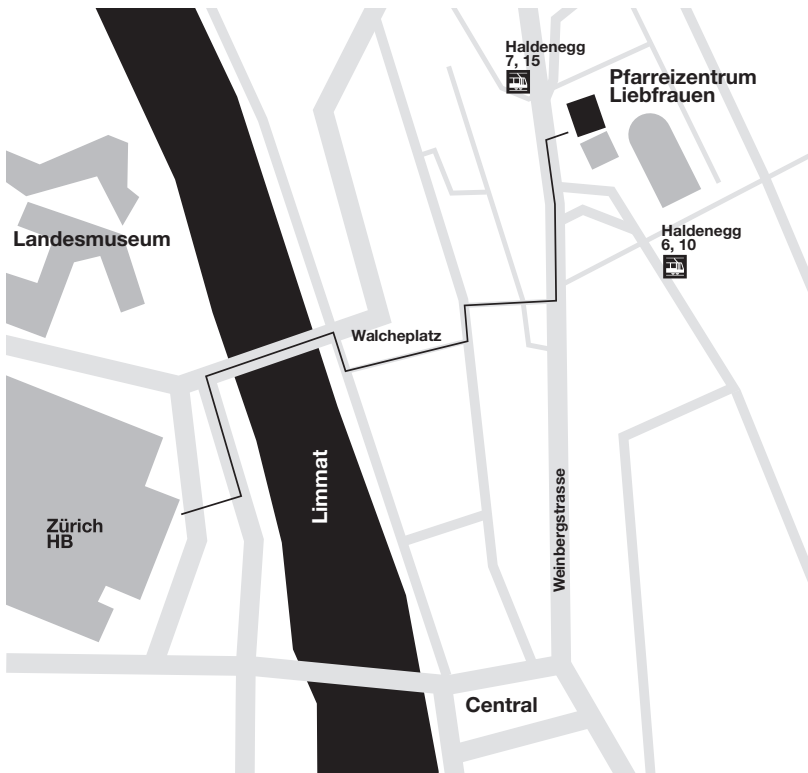 Haldenegg
7, 15
Pfarreizentrum
Liebfrauen
Landesmuseum
Haldenegg
6, 10
Walcheplatz
Limmat
Weinbergstrasse
Zürich
HB
Central